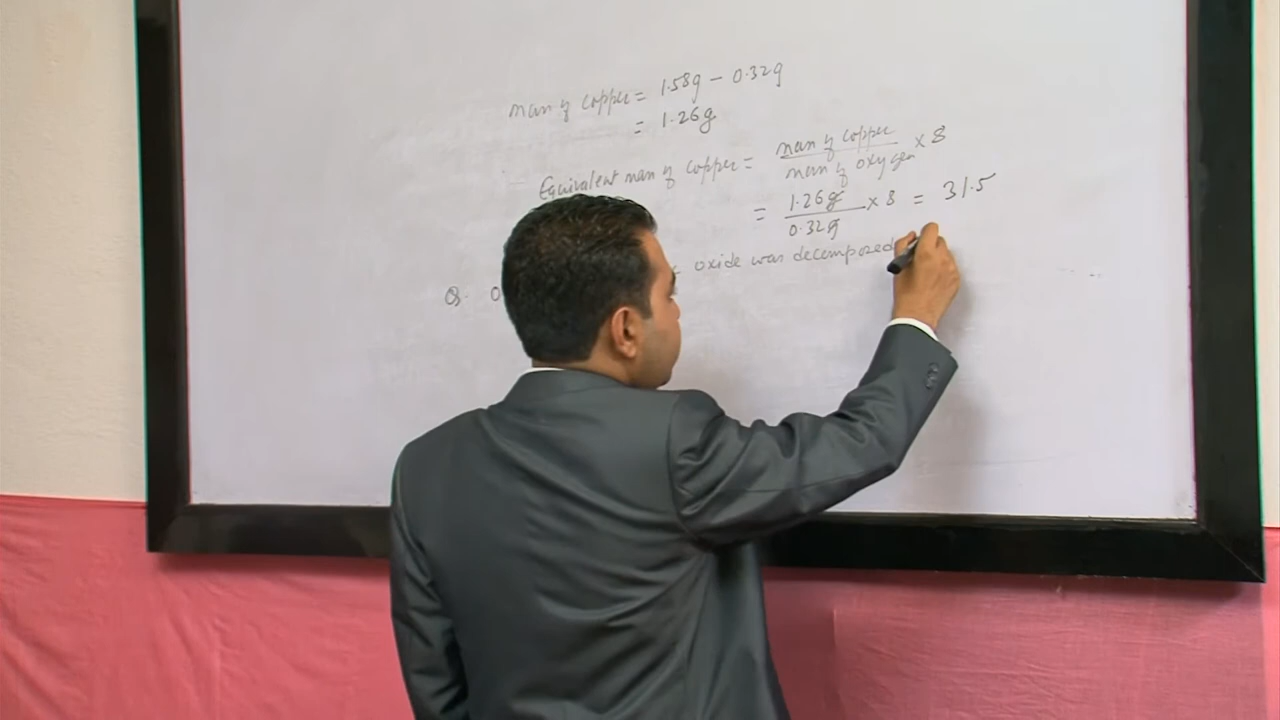 mass of copper = 1.58g - 0.32g
= 1.26g
Equivalent mass of copper = mass of copper / mass of oxygen × 8
= 1.26g / 0.32g × 8 = 31.5
Q. oxide was decomposed